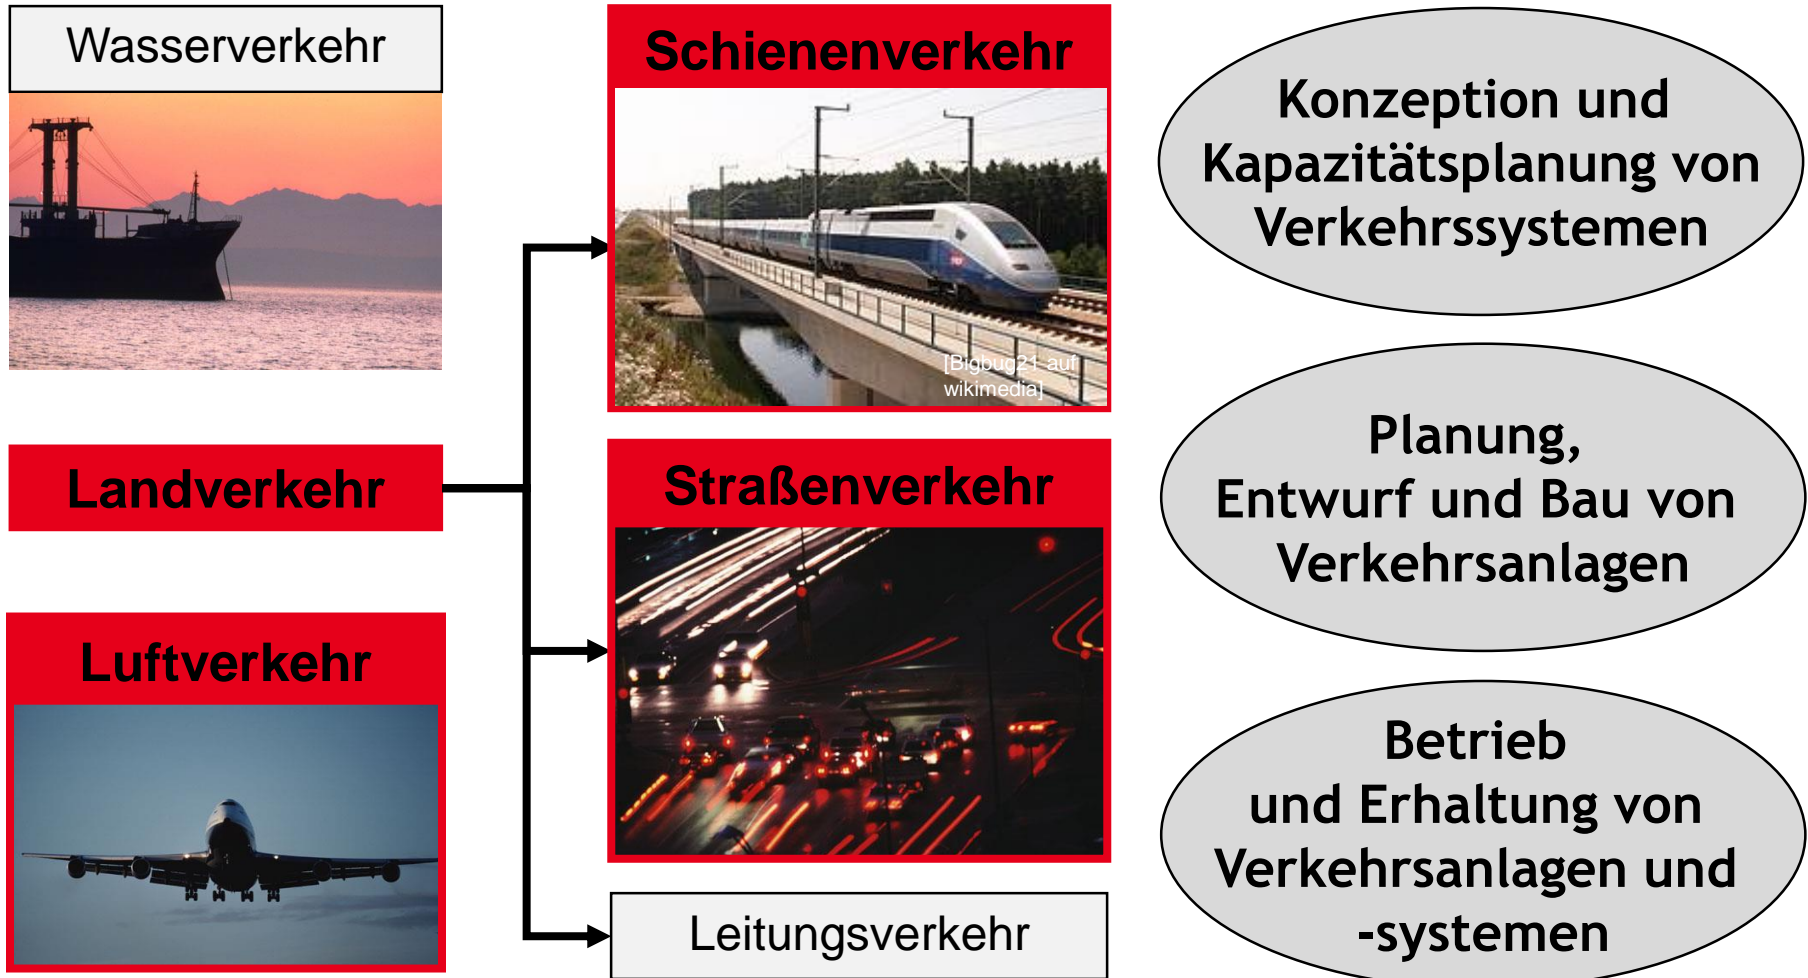 Wasserverkehr
Landverkehr
Luftverkehr
Schienenverkehr
[Bigbug21 auf
wikimedia]
Straßenverkehr
Leitungsverkehr
Konzeption und
Kapazitätsplanung von
Verkehrssystemen
Planung,
Entwurf und Bau von
Verkehrsanlagen
Betrieb
und Erhaltung von
Verkehrsanlagen und
-systemen